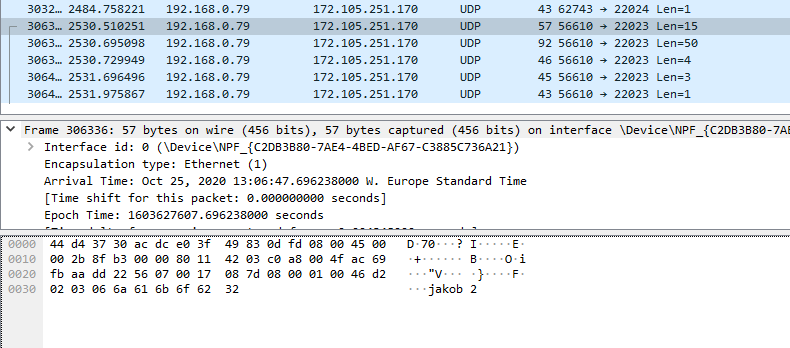 3032… 2484.758221 192.168.0.79 172.105.251.170 UDP 43 62743 → 22024 Len=1
3063… 2530.510251 192.168.0.79 172.105.251.170 UDP 57 56610 → 22023 Len=15
3063… 2530.695098 192.168.0.79 172.105.251.170 UDP 92 56610 → 22023 Len=50
3063… 2530.729949 192.168.0.79 172.105.251.170 UDP 46 56610 → 22023 Len=4
3064… 2531.696496 192.168.0.79 172.105.251.170 UDP 45 56610 → 22023 Len=3
3064… 2531.975867 192.168.0.79 172.105.251.170 UDP 43 56610 → 22023 Len=1
Frame 306336: 57 bytes on wire (456 bits), 57 bytes captured (456 bits) on interface \Device\NPF_{C2DB3B80-7AE
Interface id: 0 (\Device\NPF_{C2DB3B80-7AE4-4BED-AF67-C3885C736A21})
Encapsulation type: Ethernet (1)
Arrival Time: Oct 25, 2020 13:06:47.696238000 W. Europe Standard Time
[Time shift for this packet: 0.000000000 seconds]
Epoch Time: 1603627607.696238000 seconds
0000 44 d4 37 30 ac dc e0 3f 49 83 0d fd 08 00 45 00 D·70···? I·····E·
0010 00 2b 8f b3 00 00 80 11 42 03 c0 a8 00 4f ac 69 ·+······ B····O·i
0020 fb aa dd 22 56 07 00 17 08 7d 08 00 01 00 46 d2 ···"V··· ·}····F·
0030 02 03 06 6a 61 6b 6f 62 32 ···jakob 2